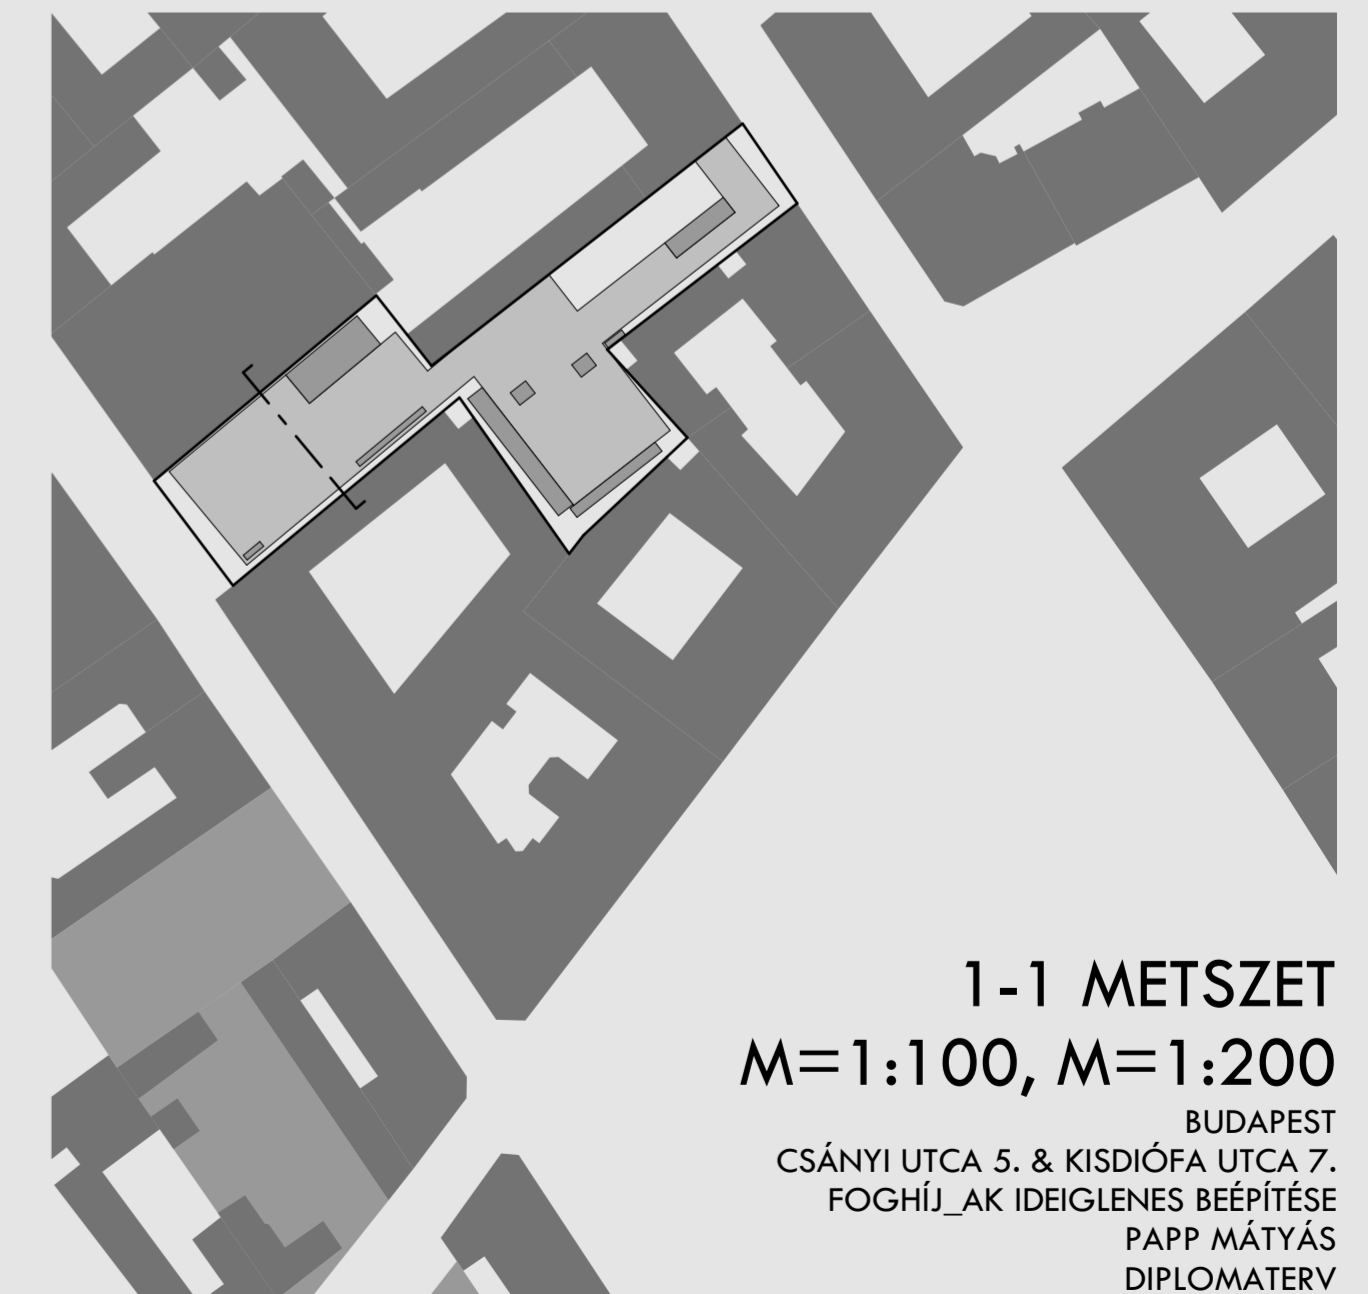 1-1 METSZET
M=1:100, M=1:200
BUDAPEST
CSÁNYI UTCA 5. & KISDIÓFA UTCA 7.
FOGHÍJ_AK IDEIGLENES BEÉPÍTÉSE
PAPP MÁTYÁS
DIPLOMATERV